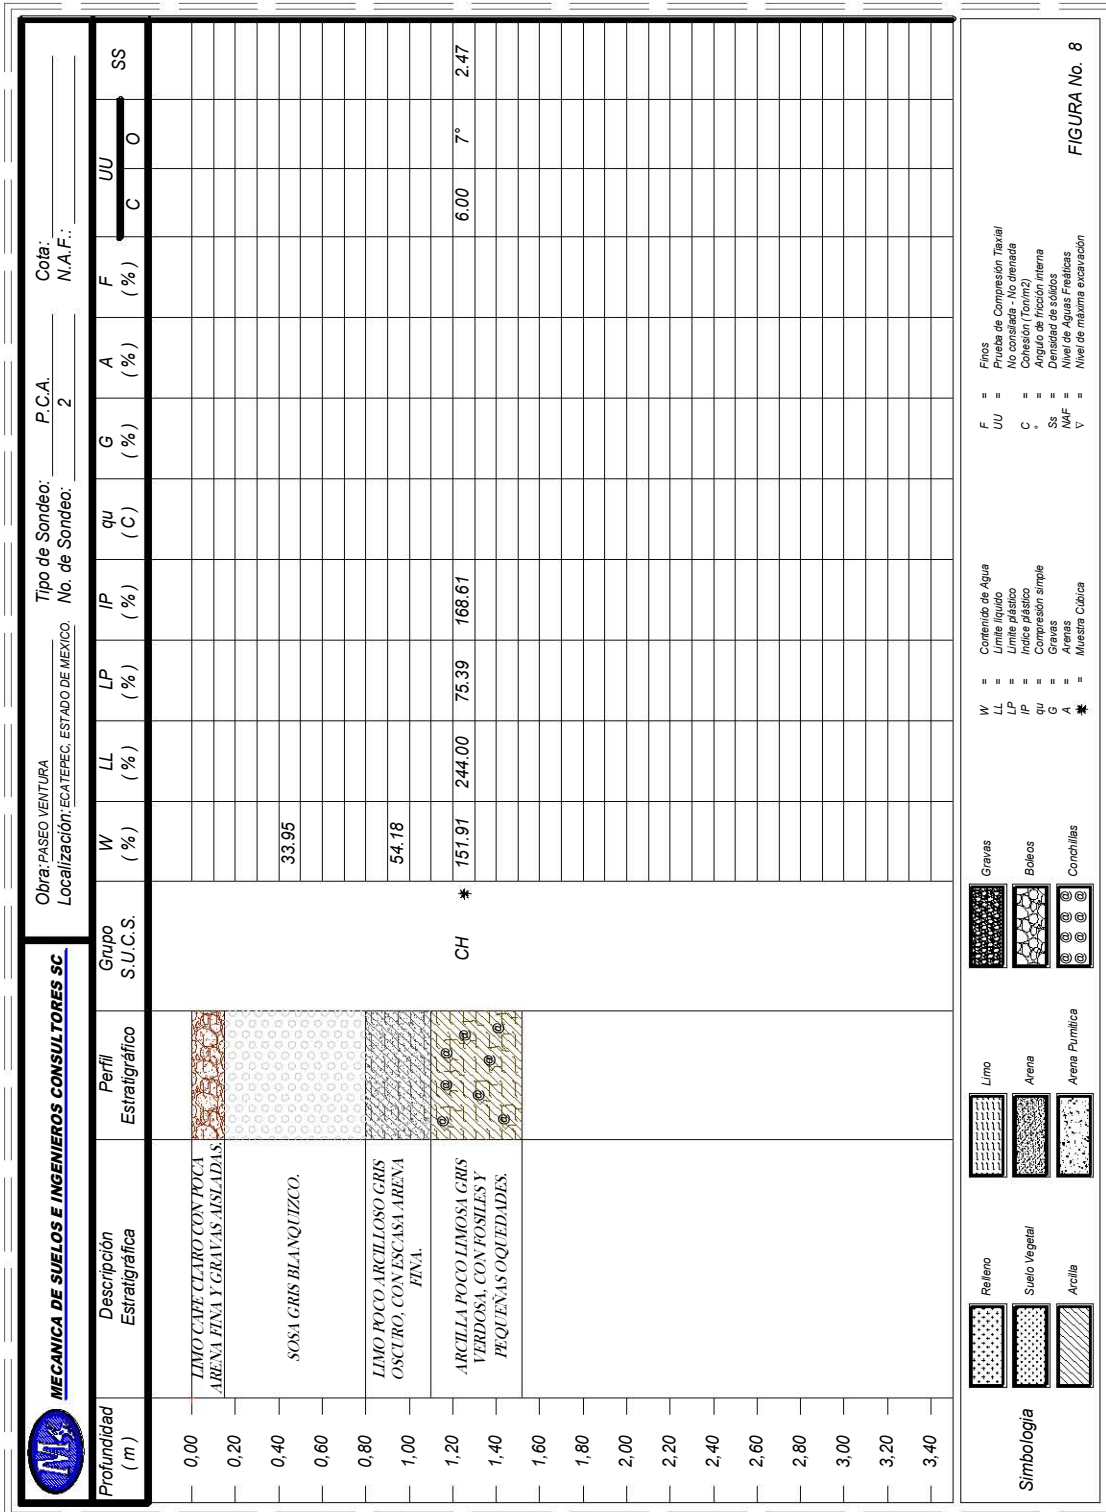 MECANICA DE SUELOS E INGENIEROS CONSULTORES SC
Obra: PASEO VENTURA
Localización: ECATEPEC, ESTADO DE MEXICO.
Tipo de Sondeo: P.C.A.
No. de Sondeo: 2
Cota:
N.A.F.:
Profundidad
( m )
Descripción
Estratigráfica
Perfil
Estratigráfico
Grupo
S.U.C.S.
W
( % )
LL
( % )
LP
( % )
IP
( % )
qu
( C )
G
( % )
A
( % )
F
( % )
UU
C O
SS
0,00
0,20
0,40
0,60
0,80
1,00
1,20
1,40
1,60
1,80
2,00
2,20
2,40
2,60
2,80
3,00
3,20
3,40
LIMO CAFE CLARO CON POCA
ARENA FINA Y GRAVAS AISLADAS.
SOSA GRIS BLANQUIZCO.
33.95
LIMO POCO ARCILLOSO GRIS
OSCURO, CON ESCASA ARENA
FINA.
54.18
ARCILLA POCO LIMOSA GRIS
VERDOSA, CON FOSILES Y
PEQUEÑAS OQUEDADES.
CH 151.91 244.00 75.39 168.61 6.00 7° 2.47
Simbología
Relleno
Suelo Vegetal
Arcilla
Limo
Arena
Arena Pumitica
Gravas
Boleos
Conchillas
W = Contenido de Agua
LL = Limite liquido
LP = Limite plástico
IP = Indice plástico
qu = Compresión simple
G = Gravas
A = Arenas
= Muestra Cúbica
F = Finos
UU = Prueba de Compresión Tiaxial
No consilada - No drenada
C = Cohesión (Ton/m2)
° = Angulo de fricción interna
Ss = Densidad de sólidos
NAF = Nivel de Aguas Freáticas
▽ = Nivel de máxima excavación
FIGURA No. 8